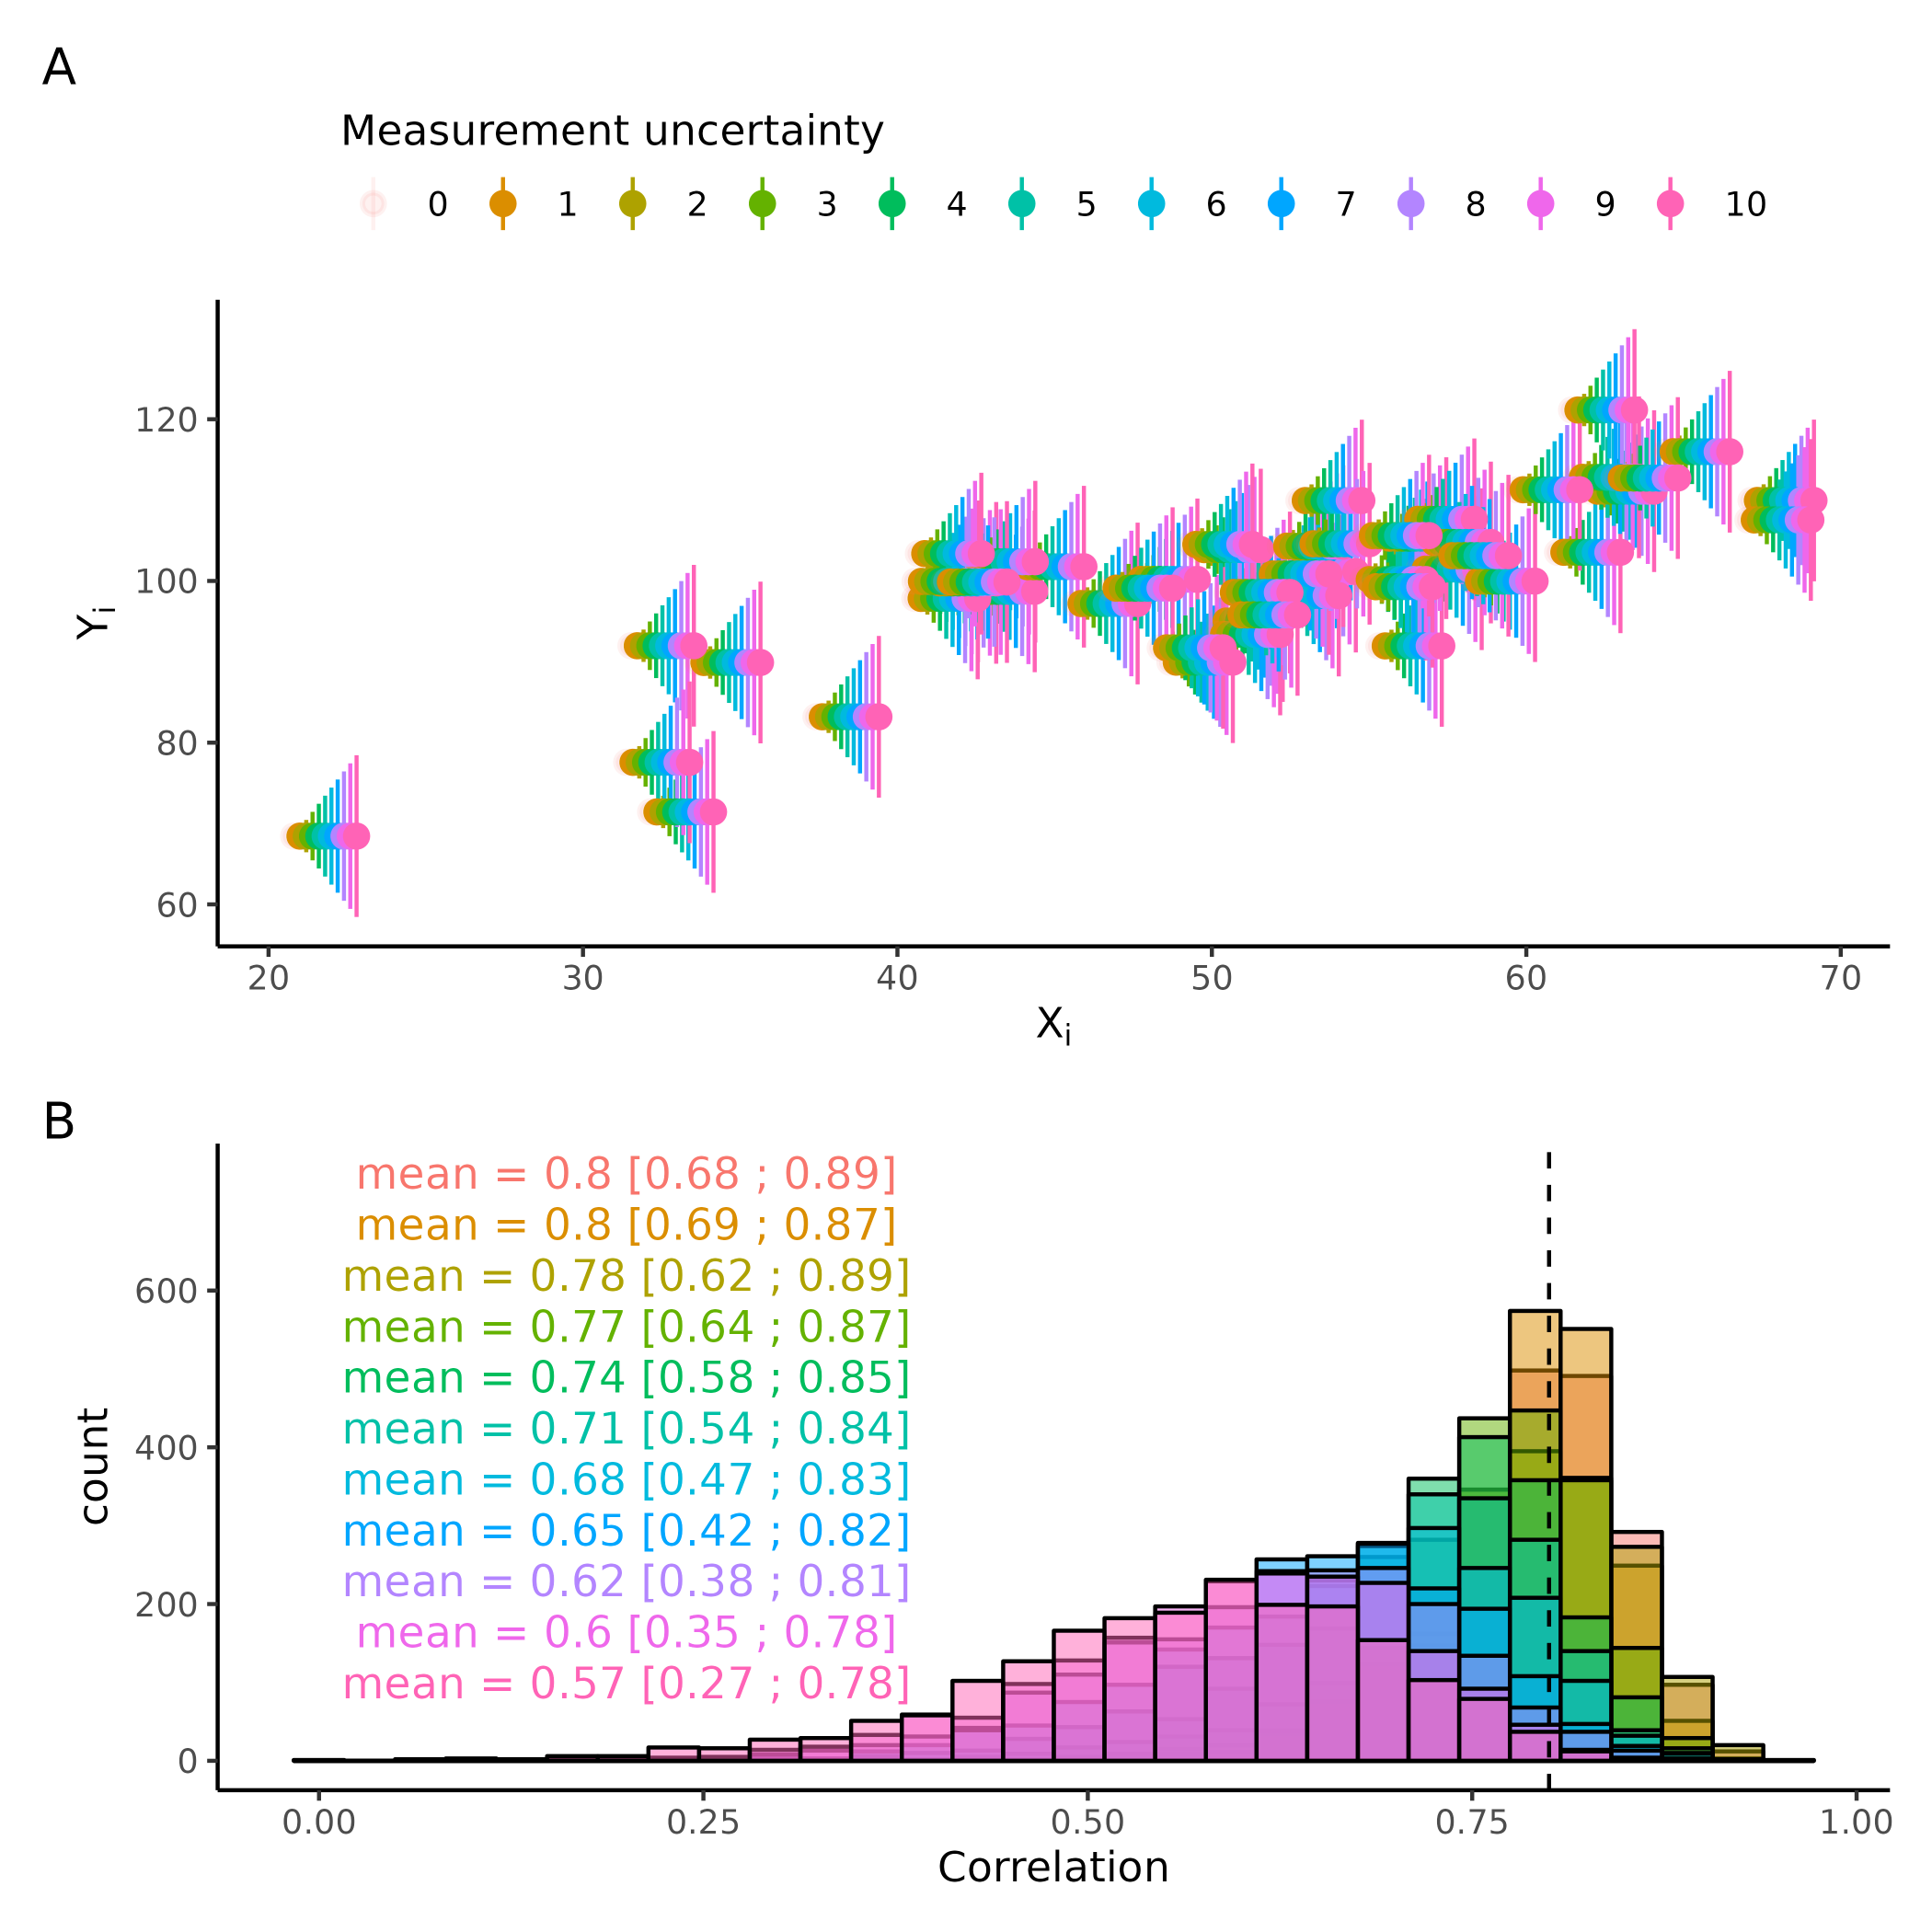 A
Measurement uncertainty
0 1 2 3 4 5 6 7 8 9 10
120
100
80
60
Yi
20 30 40 50 60 70
Xi
B
mean = 0.8 [0.68 ; 0.89]
mean = 0.8 [0.69 ; 0.87]
mean = 0.78 [0.62 ; 0.89]
mean = 0.77 [0.64 ; 0.87]
mean = 0.74 [0.58 ; 0.85]
mean = 0.71 [0.54 ; 0.84]
mean = 0.68 [0.47 ; 0.83]
mean = 0.65 [0.42 ; 0.82]
mean = 0.62 [0.38 ; 0.81]
mean = 0.6 [0.35 ; 0.78]
mean = 0.57 [0.27 ; 0.78]
600
400
200
0
count
0.00 0.25 0.50 0.75 1.00
Correlation